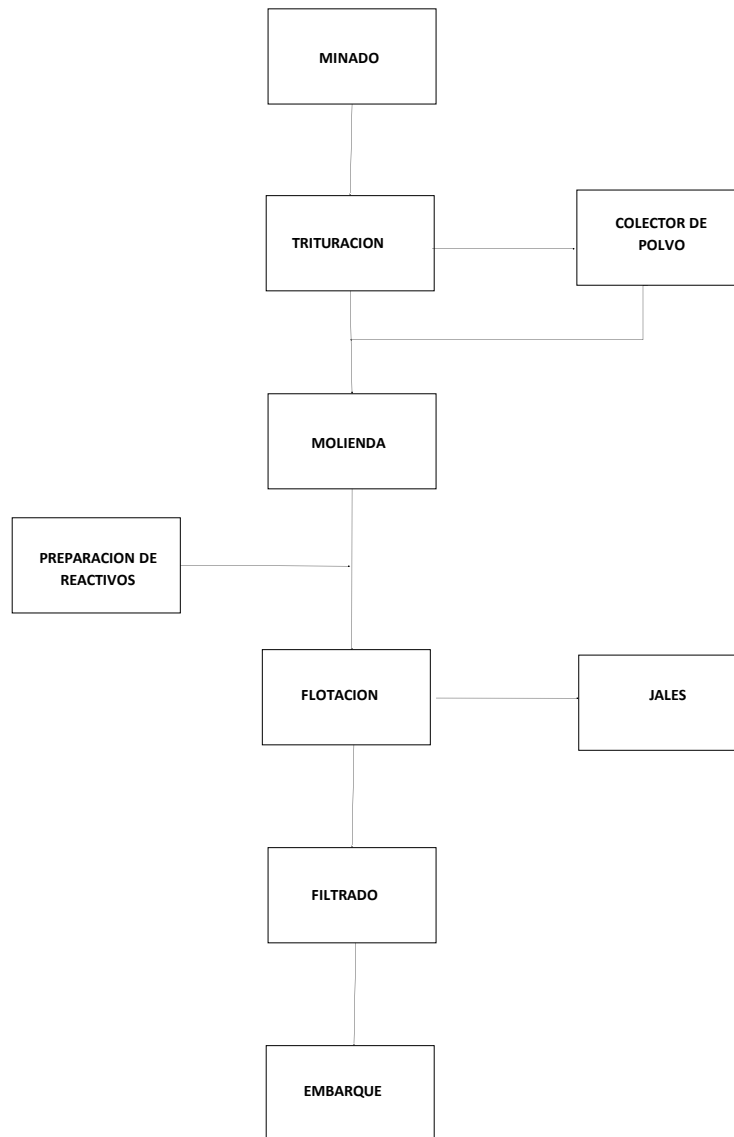 MINADO
TRITURACION
COLECTOR DE
POLVO
MOLIENDA
PREPARACION DE
REACTIVOS
FLOTACION
JALES
FILTRADO
EMBARQUE